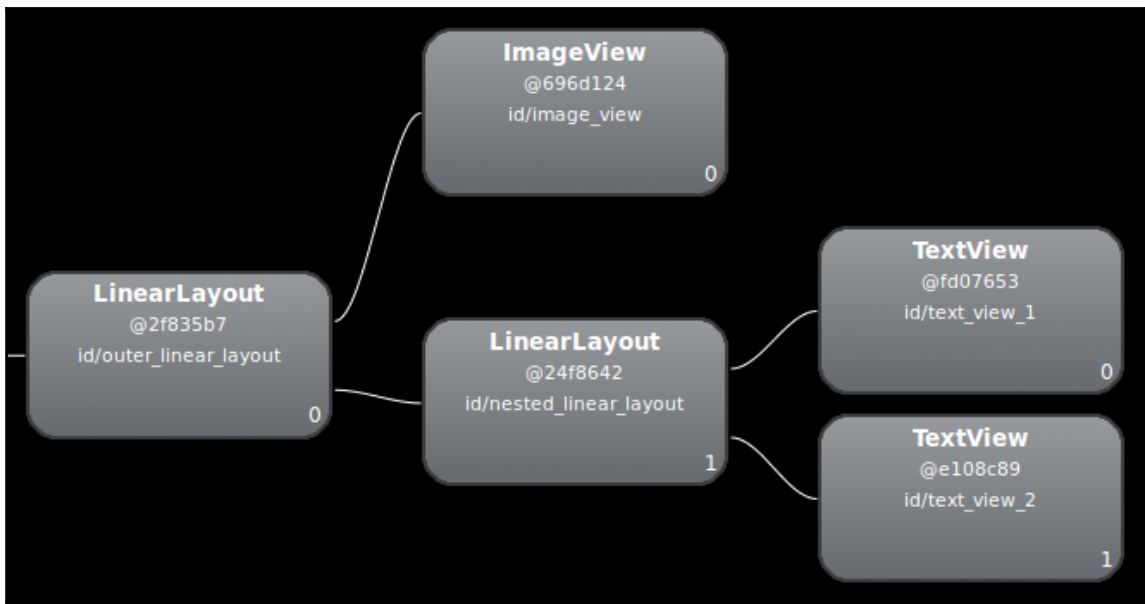 ImageView
@696d124
id/image_view
0
LinearLayout
@2f835b7
id/outer_linear_layout
0
LinearLayout
@24f8642
id/nested_linear_layout
1
TextView
@fd07653
id/text_view_1
0
TextView
@e108c89
id/text_view_2
1